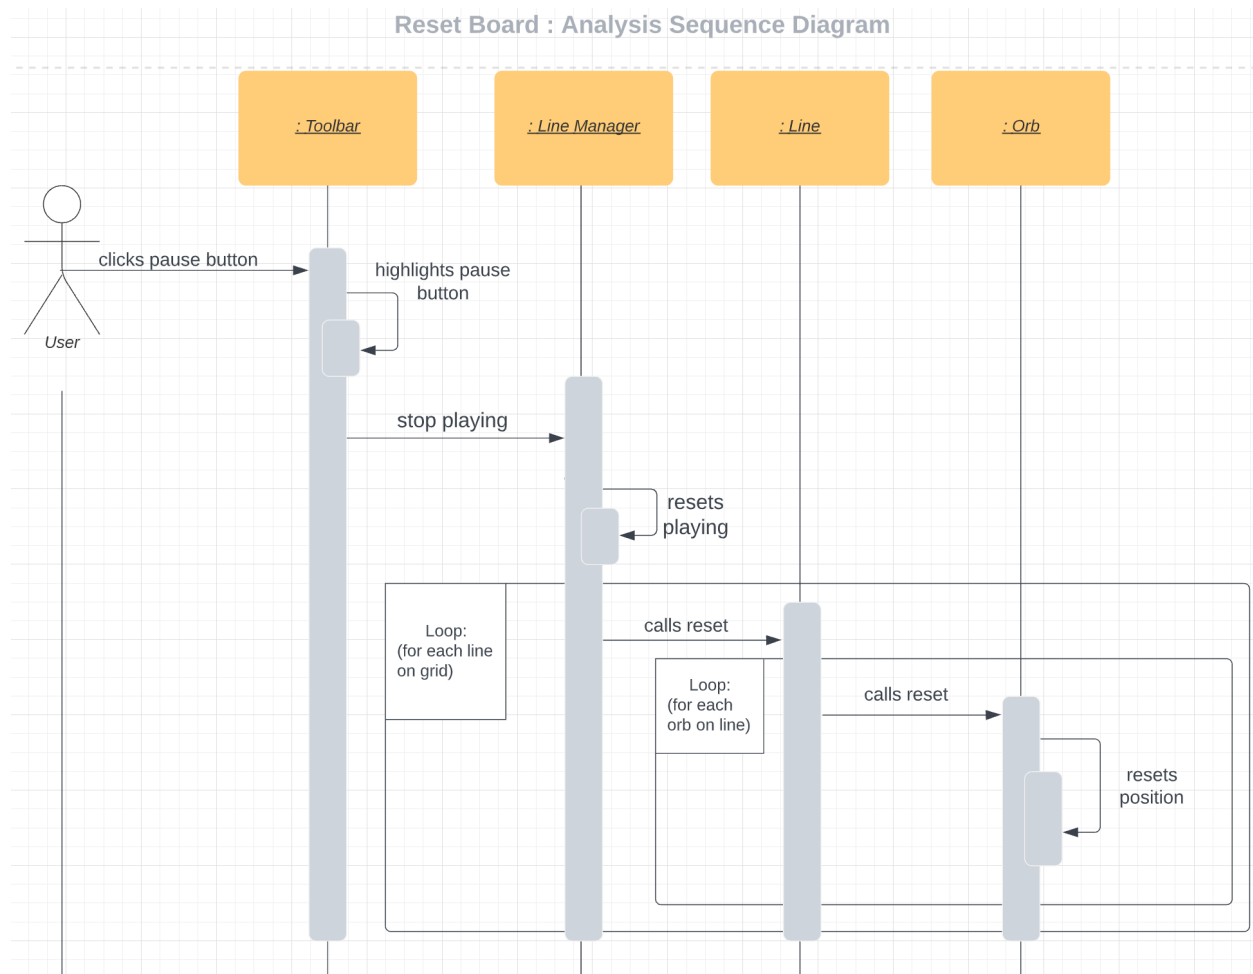 Reset Board : Analysis Sequence Diagram
: Toolbar
: Line Manager
: Line
: Orb
clicks pause button
highlights pause
button
User
stop playing
resets
playing
Loop:
(for each line
on grid)
calls reset
Loop:
(for each
orb on line)
calls reset
resets
position